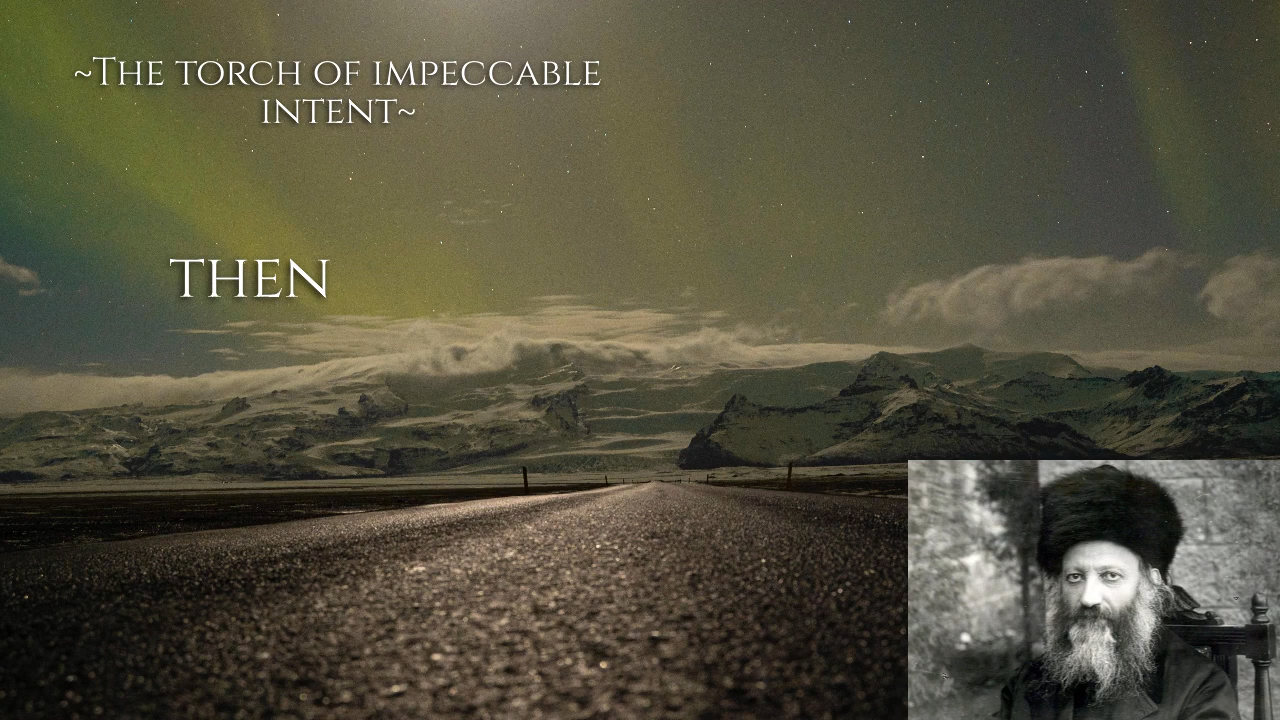 ~The torch of impeccable
intent~
THEN